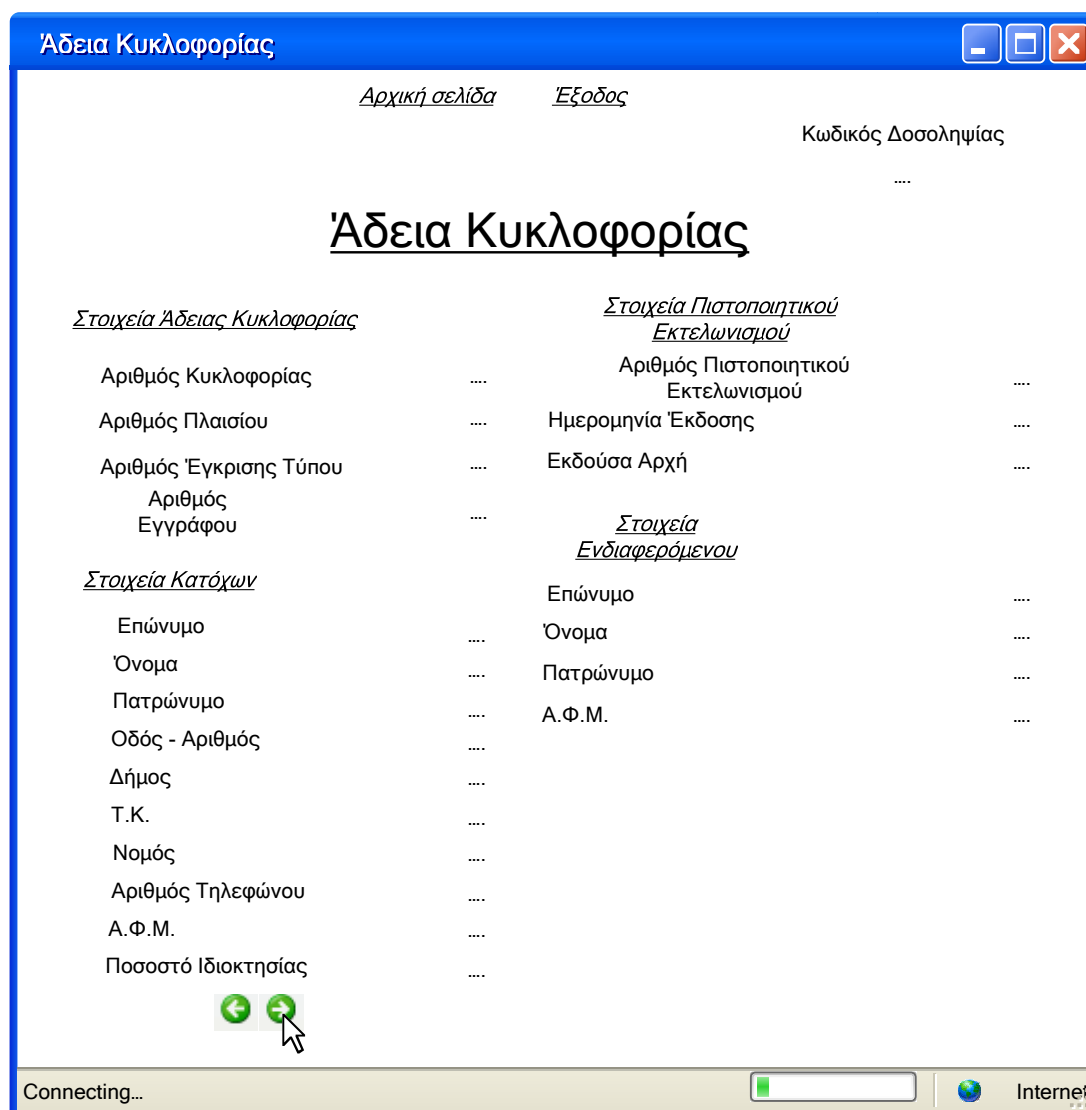 Άδεια Κυκλοφορίας
Αρχική σελίδα Έξοδος
Κωδικός Δοσοληψίας
....
Άδεια Κυκλοφορίας
Στοιχεία Άδειας Κυκλοφορίας
Αριθμός Κυκλοφορίας ....
Αριθμός Πλαισίου ....
Αριθμός Έγκρισης Τύπου ....
Αριθμός
Εγγράφου ....
Στοιχεία Κατόχων
Επώνυμο ....
Όνομα ....
Πατρώνυμο ....
Οδός - Αριθμός ....
Δήμος ....
Τ.Κ. ....
Νομός ....
Αριθμός Τηλεφώνου ....
Α.Φ.Μ. ....
Ποσοστό Ιδιοκτησίας ....
Στοιχεία Πιστοποιητικού
Εκτελωνισμού
Αριθμός Πιστοποιητικού
Εκτελωνισμού ....
Ημερομηνία Έκδοσης ....
Εκδούσα Αρχή ....
Στοιχεία
Ενδιαφερόμενου
Επώνυμο ....
Όνομα ....
Πατρώνυμο ....
Α.Φ.Μ. ....
Connecting... Internet